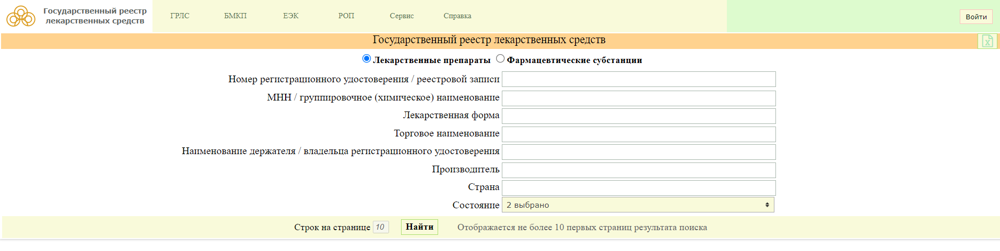 Государственный реестр
лекарственных средств
ГРЛС БМКП ЕЭК РОП Сервис Справка
Войти
Государственный реестр лекарственных средств
Лекарственные препараты Фармацевтические субстанции
Номер регистрационного удостоверения / реестровой записи
МНН / группировочное (химическое) наименование
Лекарственная форма
Торговое наименование
Наименование держателя / владельца регистрационного удостоверения
Производитель
Страна
Состояние 2 выбрано
Строк на странице 10 Найти Отображается не более 10 первых страниц результата поиска